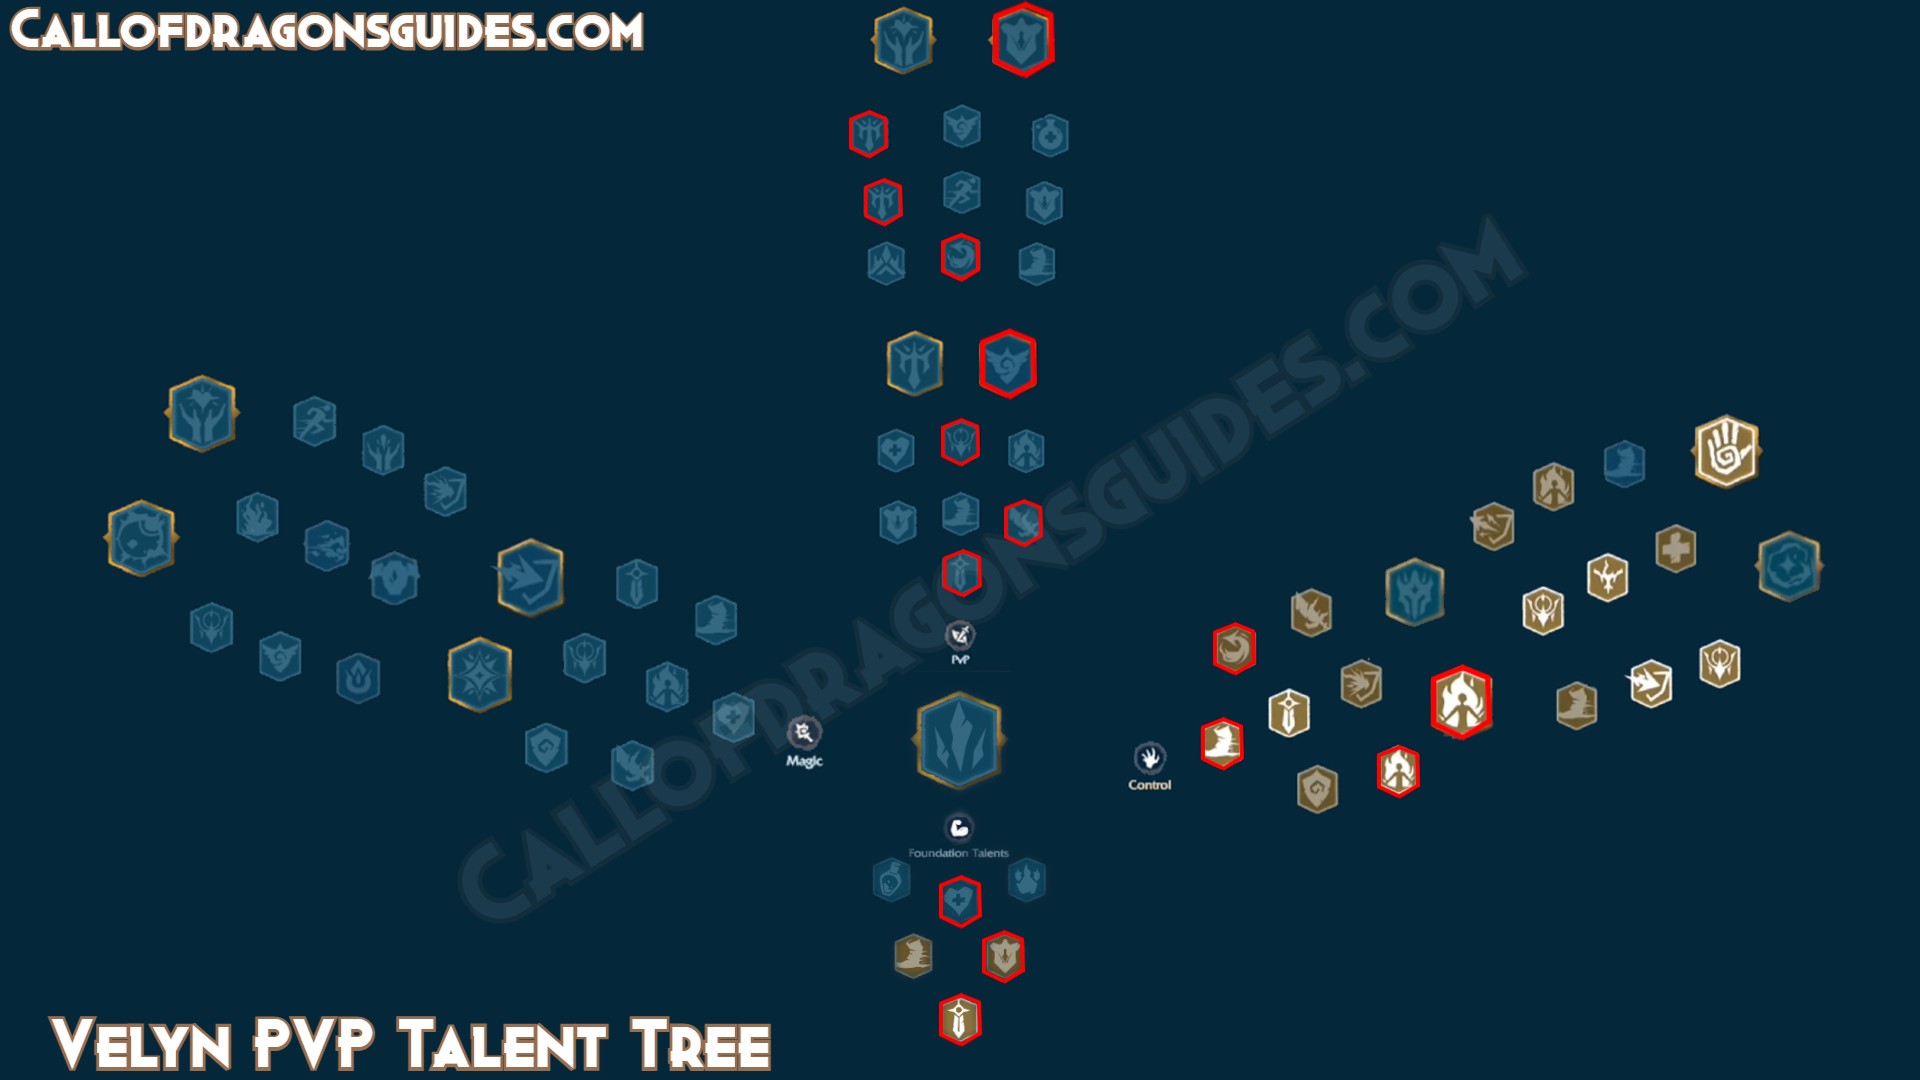 Callofdragonsguides.com
Callofdragonsguides.com
PvP
Magic
Control
Foundation Talents
Velyn PVP Talent Tree